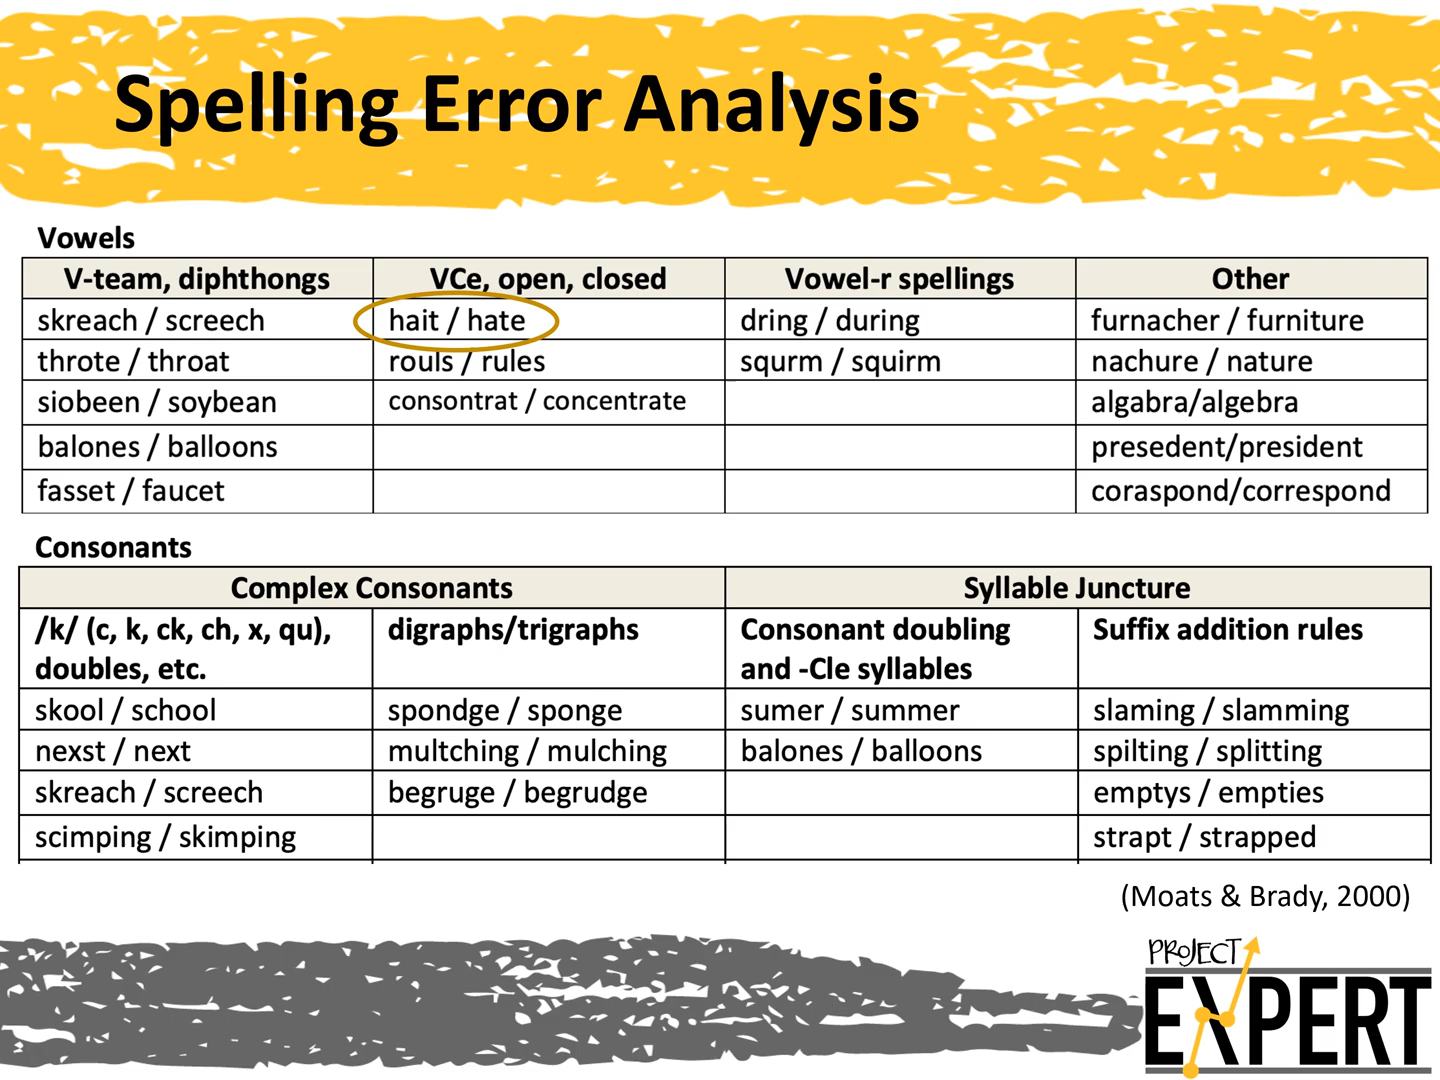 Spelling Error Analysis
Vowels
V-team, diphthongs VCe, open, closed Vowel-r spellings Other
skreach / screech hait / hate dring / during furnacher / furniture
throte / throat rouls / rules squrm / squirm nachure / nature
siobeen / soybean consontrat / concentrate algabra/algebra
balones / balloons presedent/president
fasset / faucet coraspond/correspond
Consonants
Complex Consonants Syllable Juncture
/k/ (c, k, ck, ch, x, qu), digraphs/trigraphs Consonant doubling Suffix addition rules
doubles, etc. and -Cle syllables
skool / school spondge / sponge sumer / summer slaming / slamming
nexst / next multching / mulching balones / balloons spilting / splitting
skreach / screech begruge / begrudge emptys / empties
scimping / skimping strapt / strapped
(Moats & Brady, 2000)
PROJECT
EXPERT